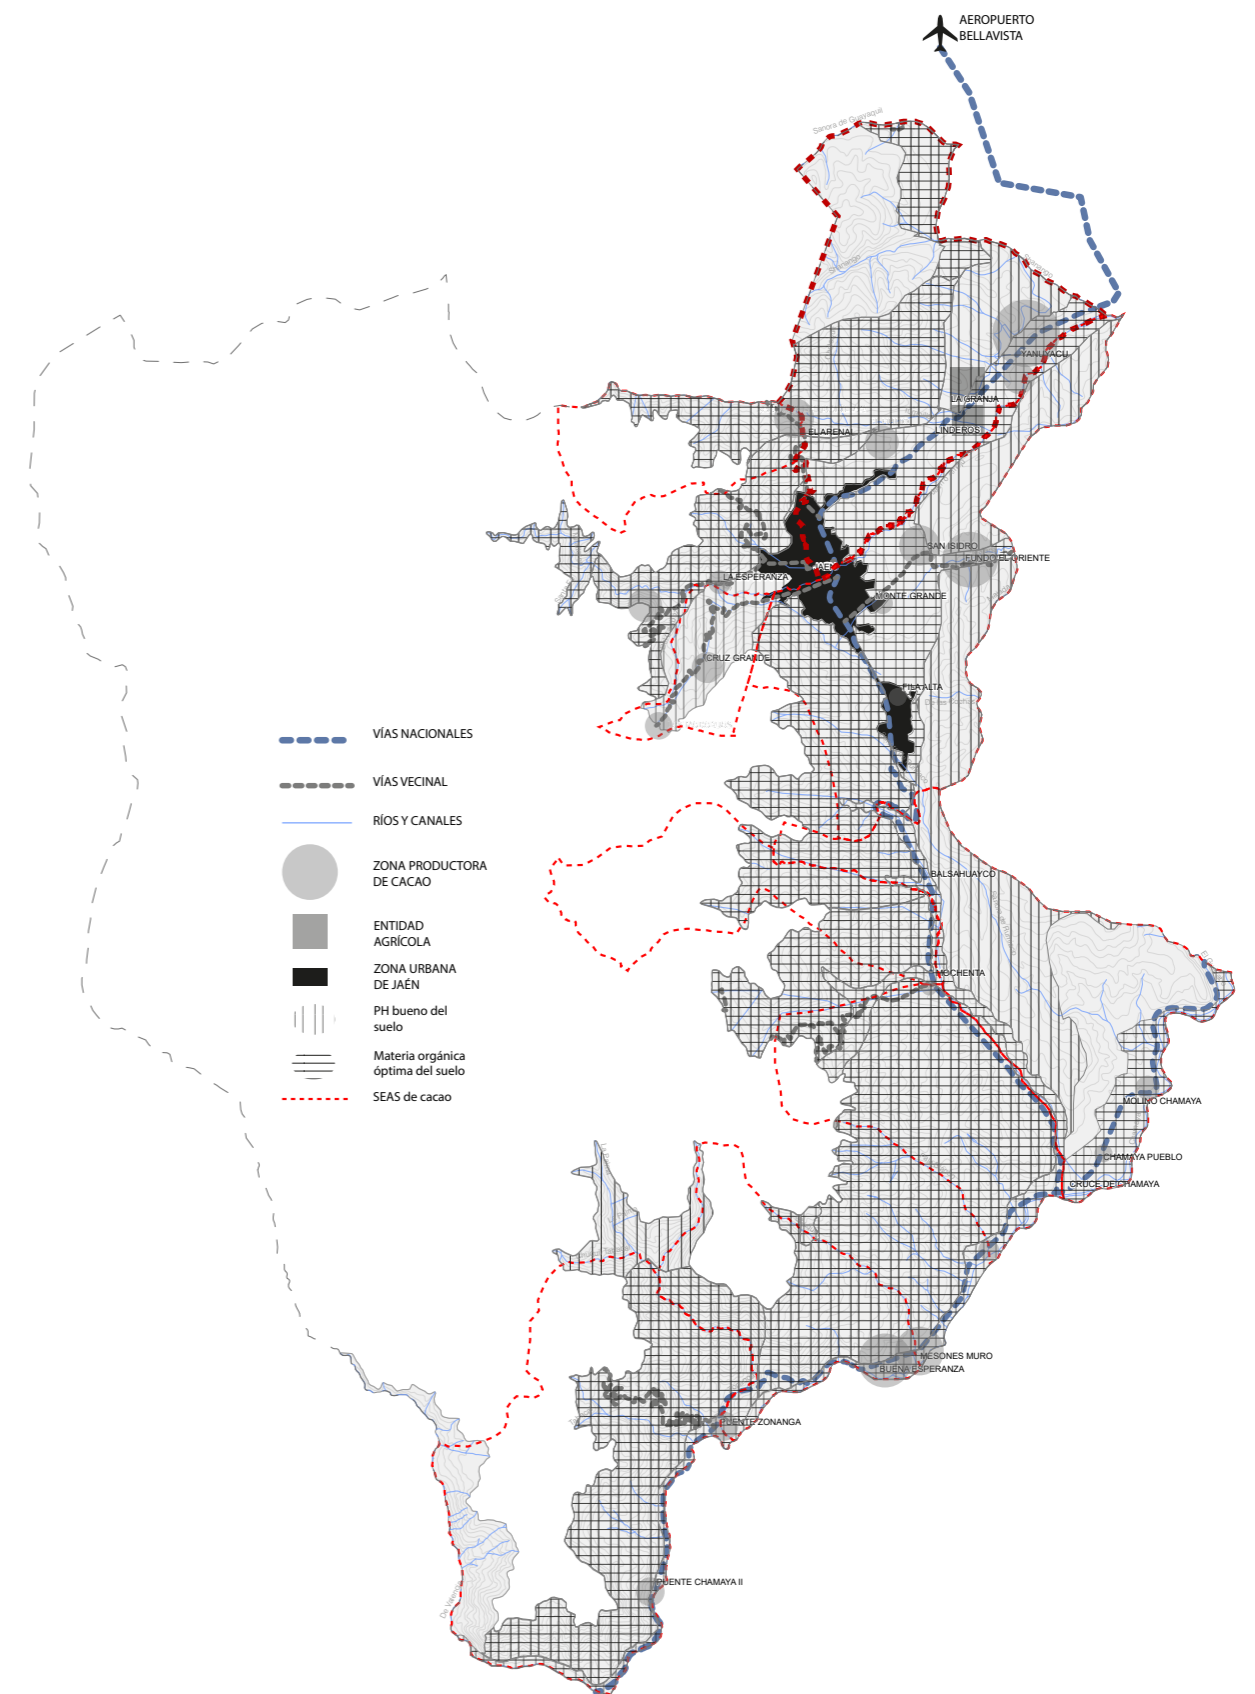 AEROPUERTO
BELLAVISTA
Shanango
YANUYACU
LA GRANJA
LINDEROS
EL ARENAL
SAN ISIDRO
FUNDO EL ORIENTE
JAEN
LA ESPERANZA
MONTE GRANDE
CRUZ GRANDE
FILA ALTA
BALSAHUAYCO
MOCHENTA
MOLINO CHAMAYA
CHAMAYA PUEBLO
CRUCE DE CHAMAYA
MESONES MURO
BUENA ESPERANZA
PUENTE ZONANGA
PUENTE CHAMAYA II
VÍAS NACIONALES
VÍAS VECINAL
RÍOS Y CANALES
ZONA PRODUCTORA
DE CACAO
ENTIDAD
AGRÍCOLA
ZONA URBANA
DE JAÉN
PH bueno del
suelo
Materia orgánica
óptima del suelo
SEAS de cacao